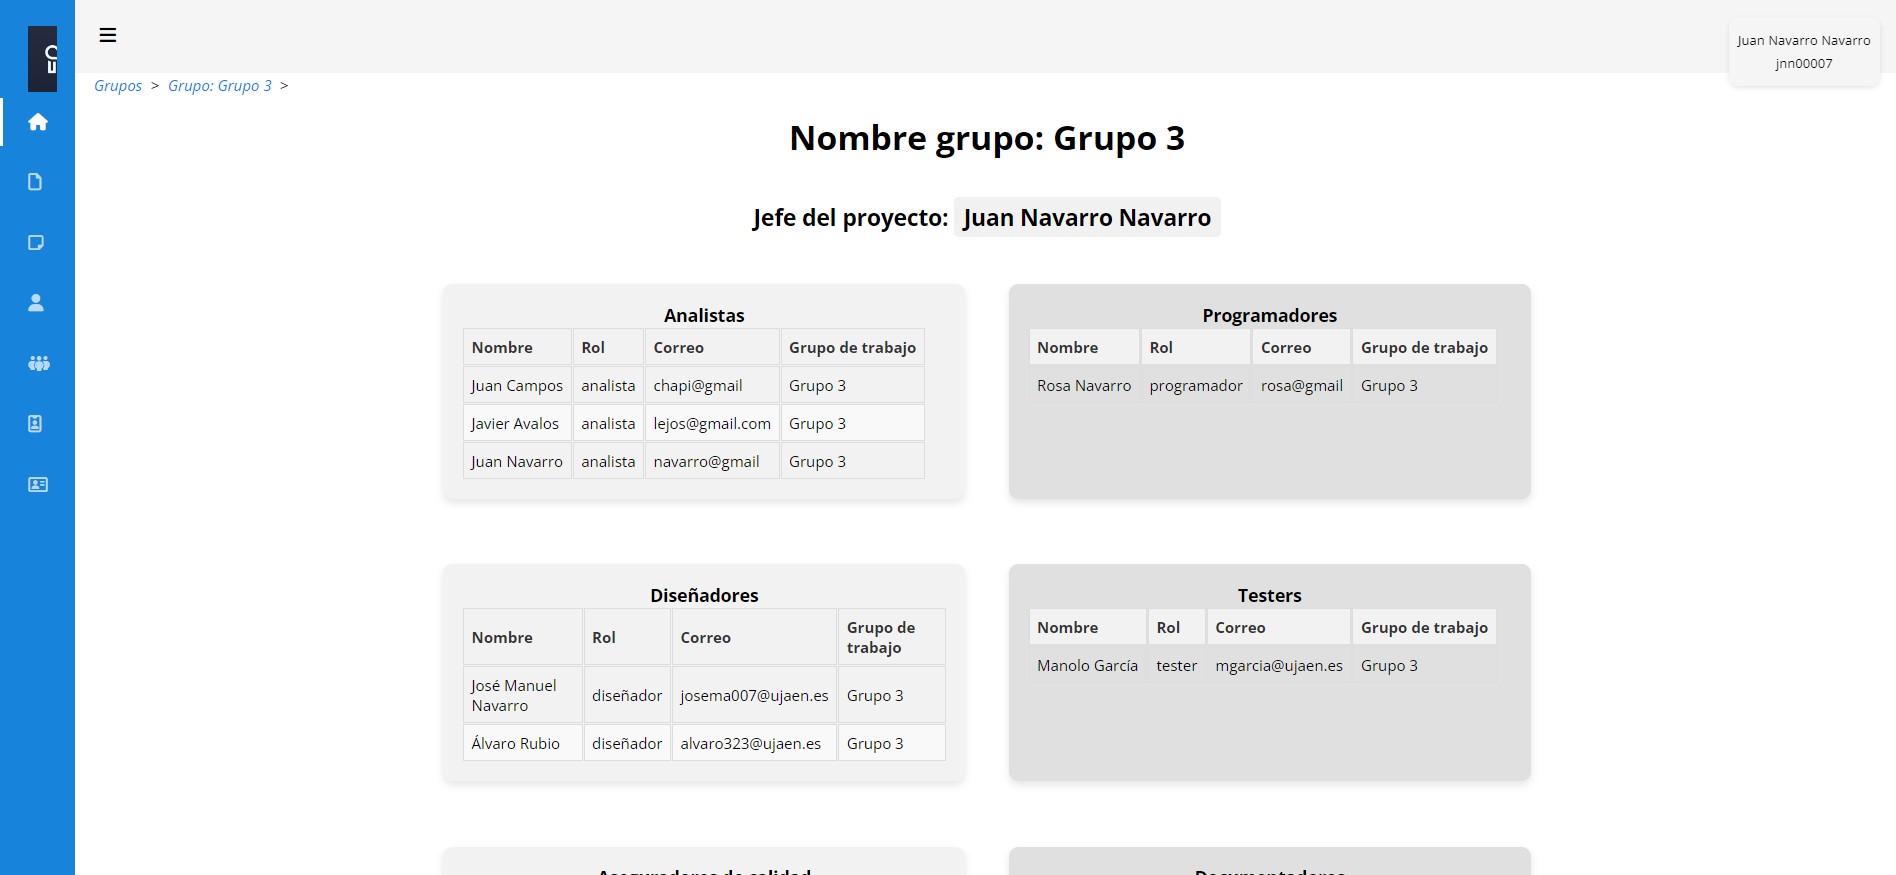 Juan Navarro Navarro
jnn00007
Grupos > Grupo: Grupo 3 >
Nombre grupo: Grupo 3
Jefe del proyecto: Juan Navarro Navarro
Analistas
Nombre Rol Correo Grupo de trabajo
Juan Campos analista chapi@gmail Grupo 3
Javier Avalos analista lejos@gmail.com Grupo 3
Juan Navarro analista navarro@gmail Grupo 3
Programadores
Nombre Rol Correo Grupo de trabajo
Rosa Navarro programador rosa@gmail Grupo 3
Diseñadores
Nombre Rol Correo Grupo de
trabajo
José Manuel
Navarro diseñador josema007@ujaen.es Grupo 3
Álvaro Rubio diseñador alvaro323@ujaen.es Grupo 3
Testers
Nombre Rol Correo Grupo de trabajo
Manolo García tester mgarcia@ujaen.es Grupo 3
Aseguradores de calidad
Documentadores